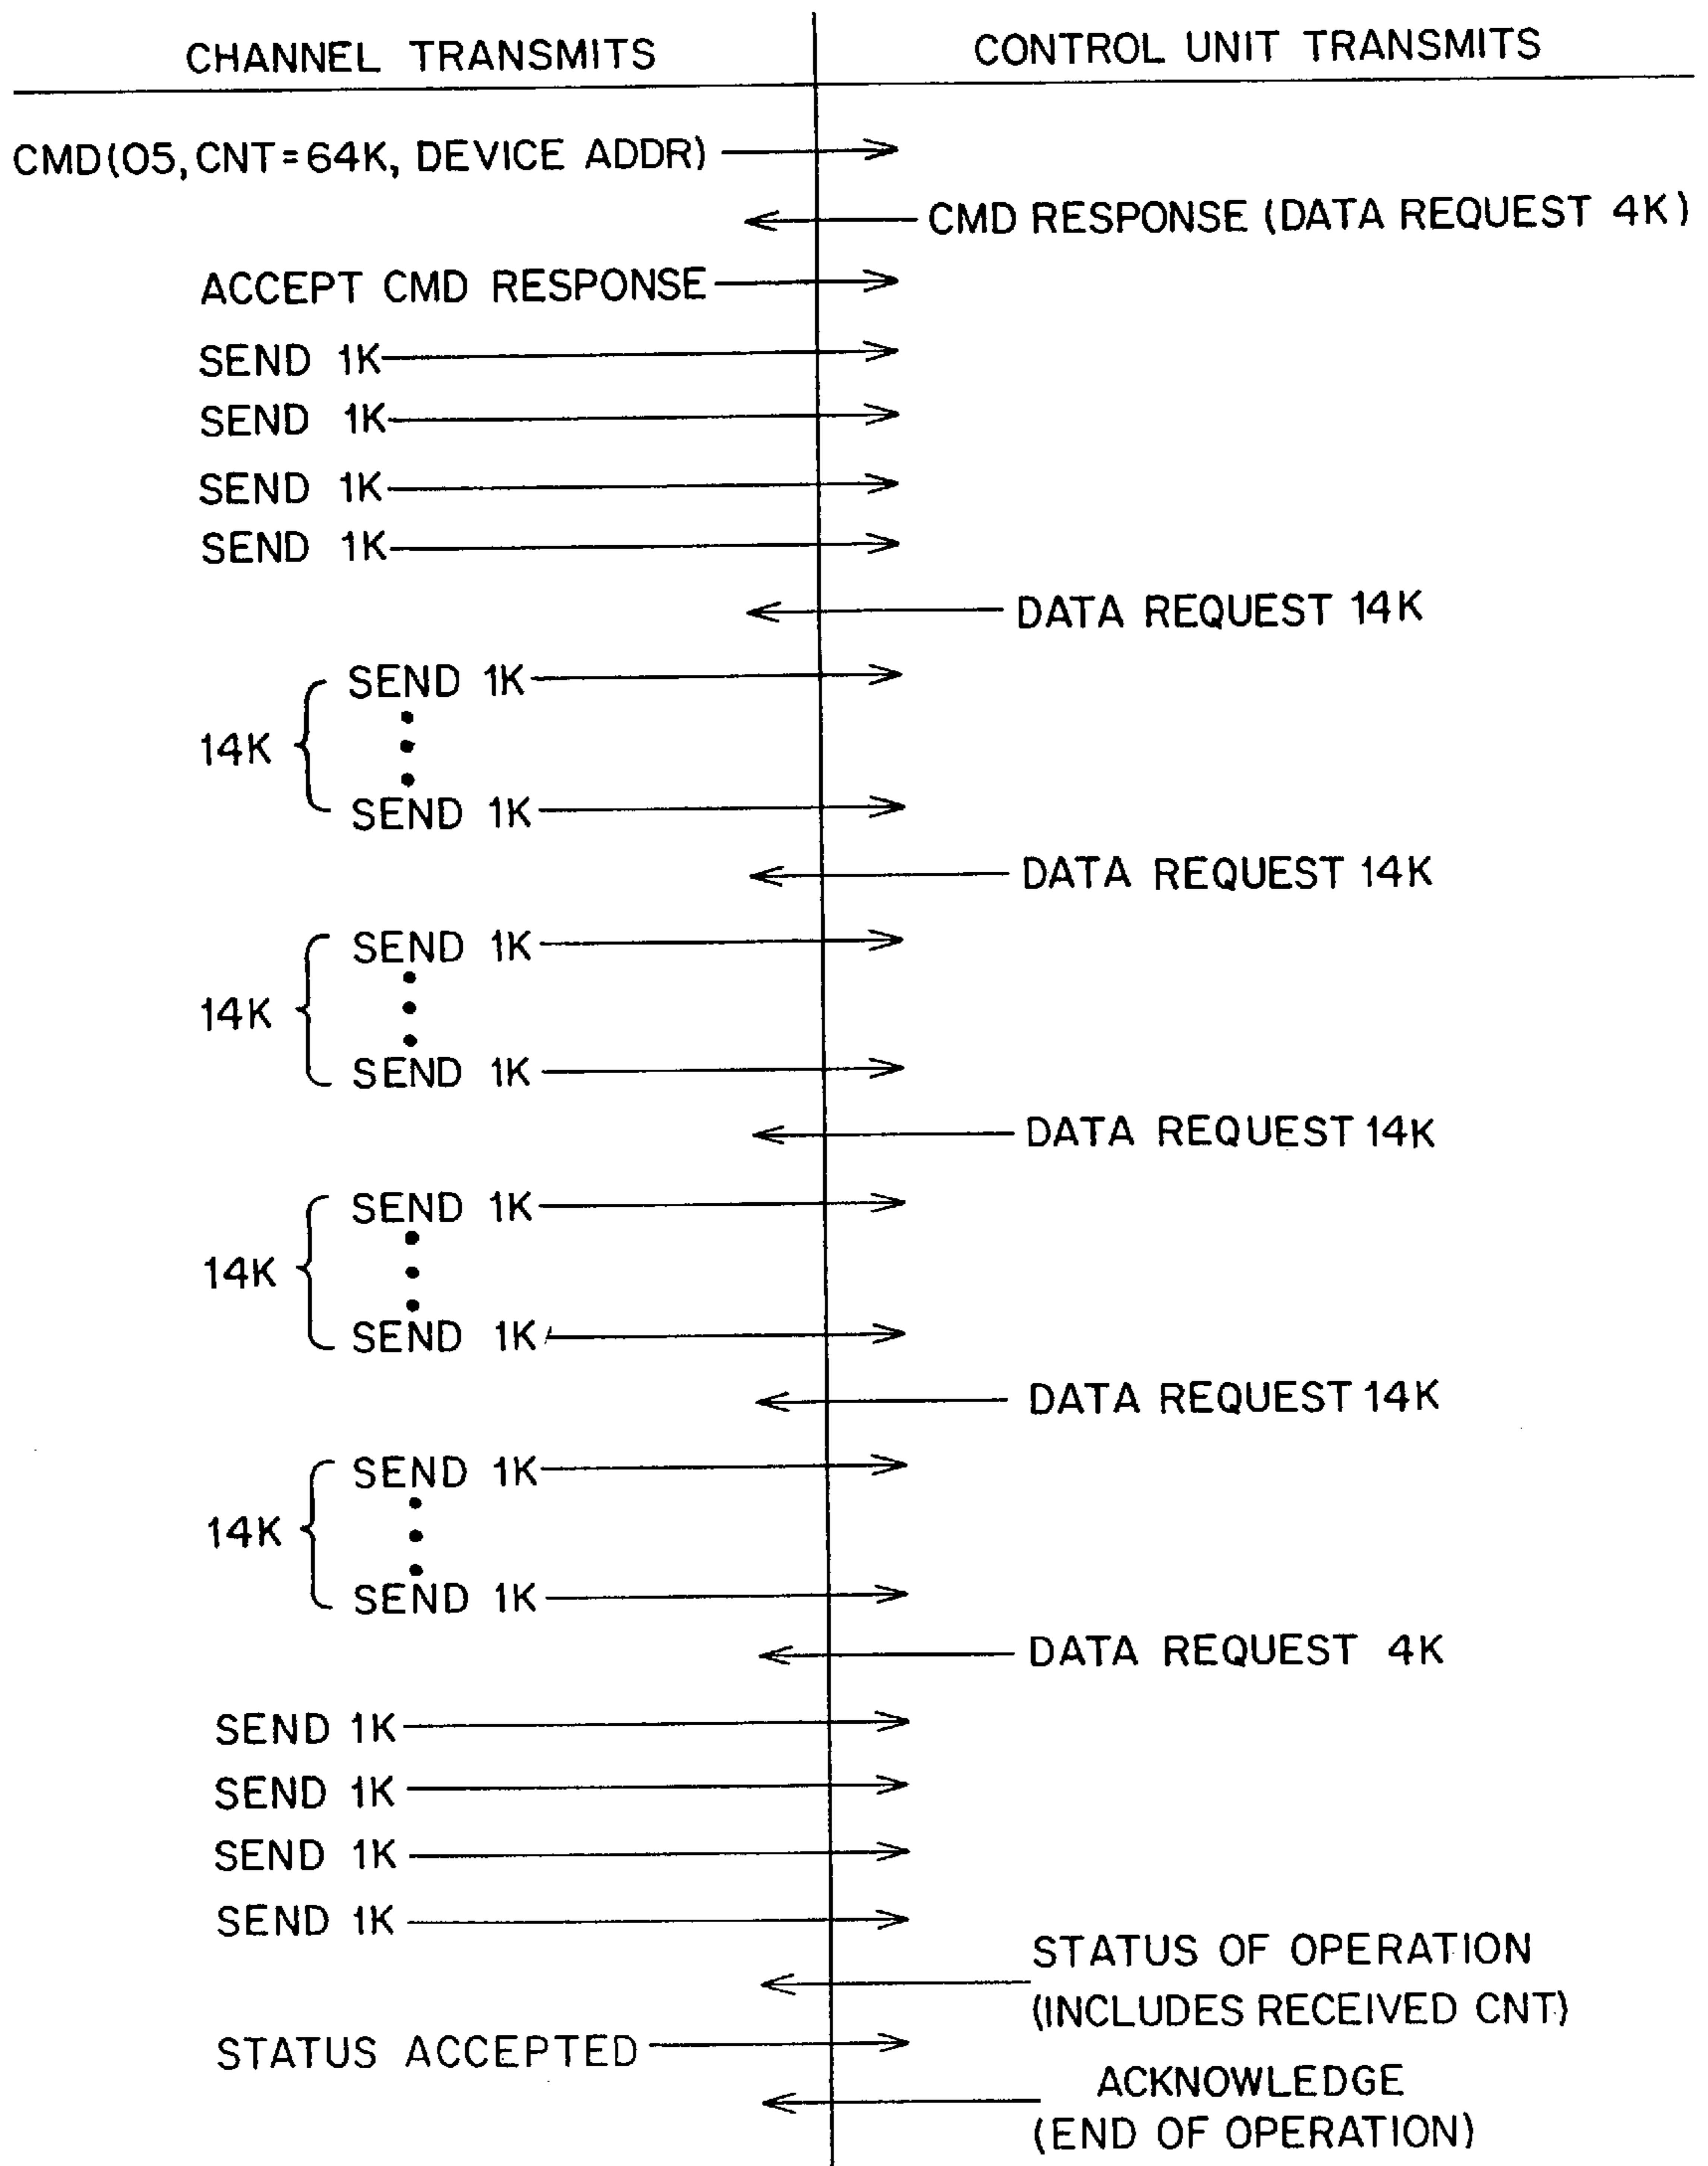 CHANNEL TRANSMITS
CONTROL UNIT TRANSMITS
CMD(05, CNT=64K, DEVICE ADDR)
CMD RESPONSE (DATA REQUEST 4K)
ACCEPT CMD RESPONSE
SEND 1K
SEND 1K
SEND 1K
SEND 1K
DATA REQUEST 14K
SEND 1K
14K
SEND 1K
DATA REQUEST 14K
SEND 1K
14K
SEND 1K
DATA REQUEST 14K
SEND 1K
14K
SEND 1K
DATA REQUEST 14K
SEND 1K
14K
SEND 1K
DATA REQUEST 4K
SEND 1K
SEND 1K
SEND 1K
SEND 1K
STATUS OF OPERATION
(INCLUDES RECEIVED CNT)
STATUS ACCEPTED
ACKNOWLEDGE
(END OF OPERATION)